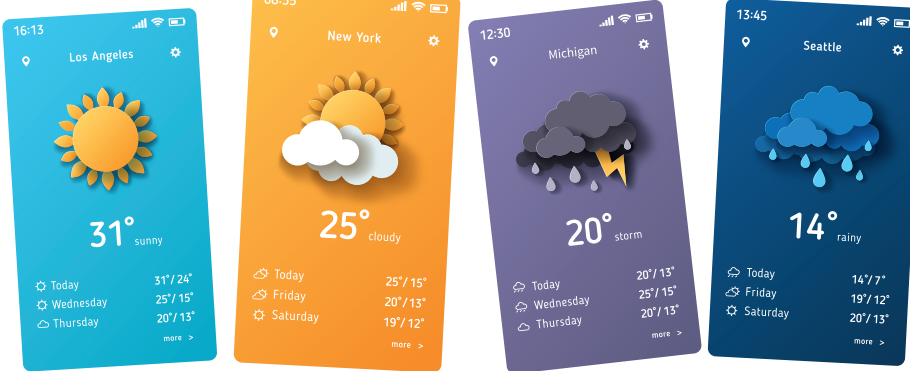 16:13
Los Angeles
31° sunny
Today 31°/ 24°
Wednesday 25°/ 15°
Thursday 20°/ 13°
more >
08:55
New York
25° cloudy
Today 25°/ 15°
Friday 20°/ 13°
Saturday 19°/ 12°
more >
12:30
Michigan
20° storm
Today 20°/ 13°
Wednesday 25°/ 15°
Thursday 20°/ 13°
more >
13:45
Seattle
14° rainy
Today 14°/ 7°
Friday 19°/ 12°
Saturday 20°/ 13°
more >